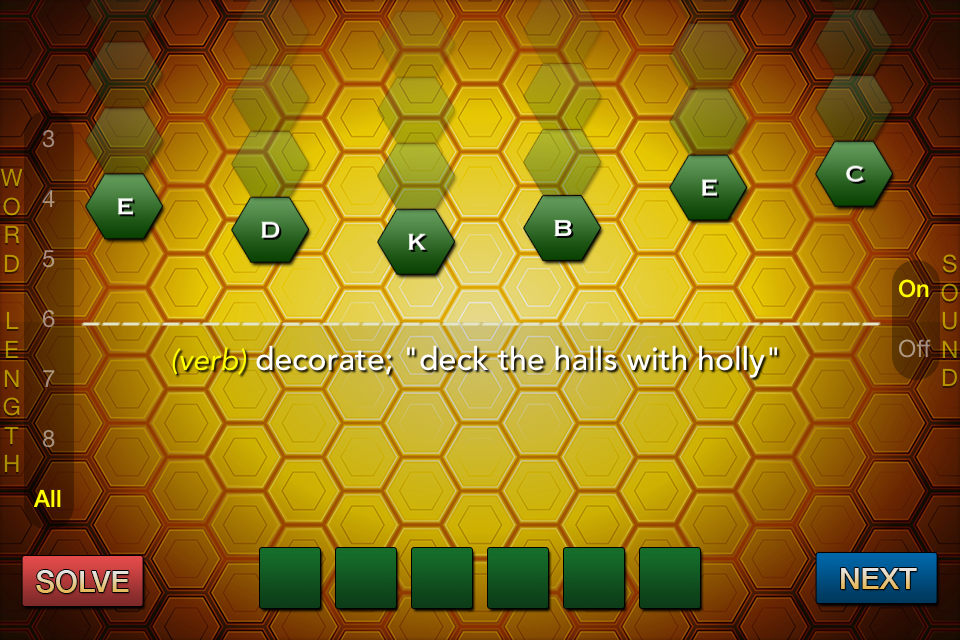 E
D
K
B
E
C
WORD LENGTH
3
4
5
6
7
8
All
SOUND
On
Off
(verb) decorate; "deck the halls with holly"
SOLVE
NEXT